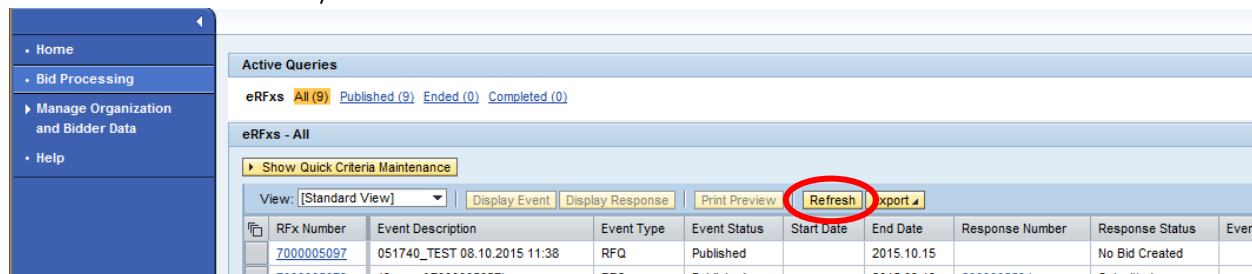 Home
Bid Processing
Manage Organization
and Bidder Data
Help
Active Queries
eRFxs All (9) Published (9) Ended (0) Completed (0)
eRFxs - All
Show Quick Criteria Maintenance
View: [Standard View] Display Event Display Response Print Preview Refresh Export
RFx Number Event Description Event Type Event Status Start Date End Date Response Number Response Status
7000005097 051740_TEST 08.10.2015 11:38 RFQ Published 2015.10.15 No Bid Created